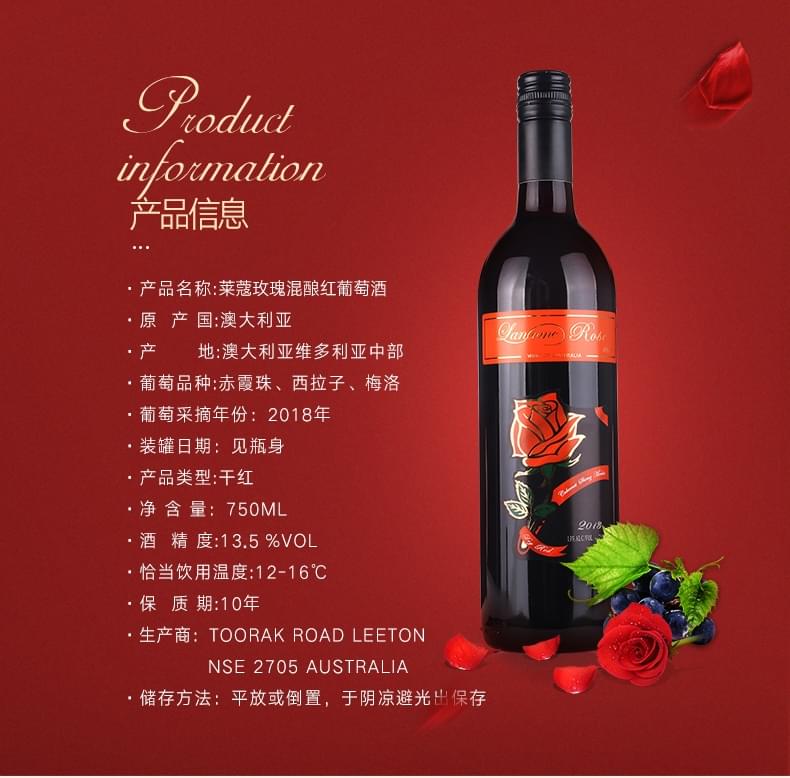 Product
information
产品信息
...
· 产品名称:莱蔻玫瑰混酿红葡萄酒
· 原 产 国:澳大利亚
· 产 地:澳大利亚维多利亚中部
· 葡萄品种:赤霞珠、西拉子、梅洛
· 葡萄采摘年份：2018年
· 装罐日期：见瓶身
· 产品类型:干红
· 净 含 量：750ML
· 酒 精 度:13.5 %VOL
· 恰当饮用温度:12-16℃
· 保 质 期:10年
· 生产商：TOORAK ROAD LEETON
NSE 2705 AUSTRALIA
· 储存方法：平放或倒置，于阴凉避光出保存
Rose
2018